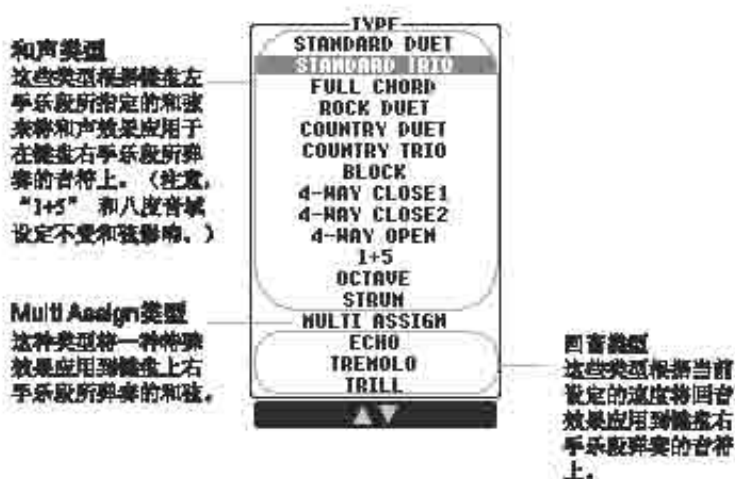 和声类型
这些类型根据键盘左
手乐段所指定的和弦
来将和声效果应用于
在键盘右手乐段所弹
奏的音符上。（注意，
“1+5” 和八度音域
设定不受和弦影响。）
Multi Assign类型
这种类型将一种特殊
效果应用到键盘上右
手乐段所弹奏的和弦。
TYPE
STANDARD DUET
STANDARD TRIO
FULL CHORD
ROCK DUET
COUNTRY DUET
COUNTRY TRIO
BLOCK
4-WAY CLOSE1
4-WAY CLOSE2
4-WAY OPEN
1+5
OCTAVE
STRUM
MULTI ASSIGN
ECHO
TREMOLO
TRILL
回音类型
这些类型根据当前
设定的速度将回音
效果应用到键盘右
手乐段弹奏的音符
上。